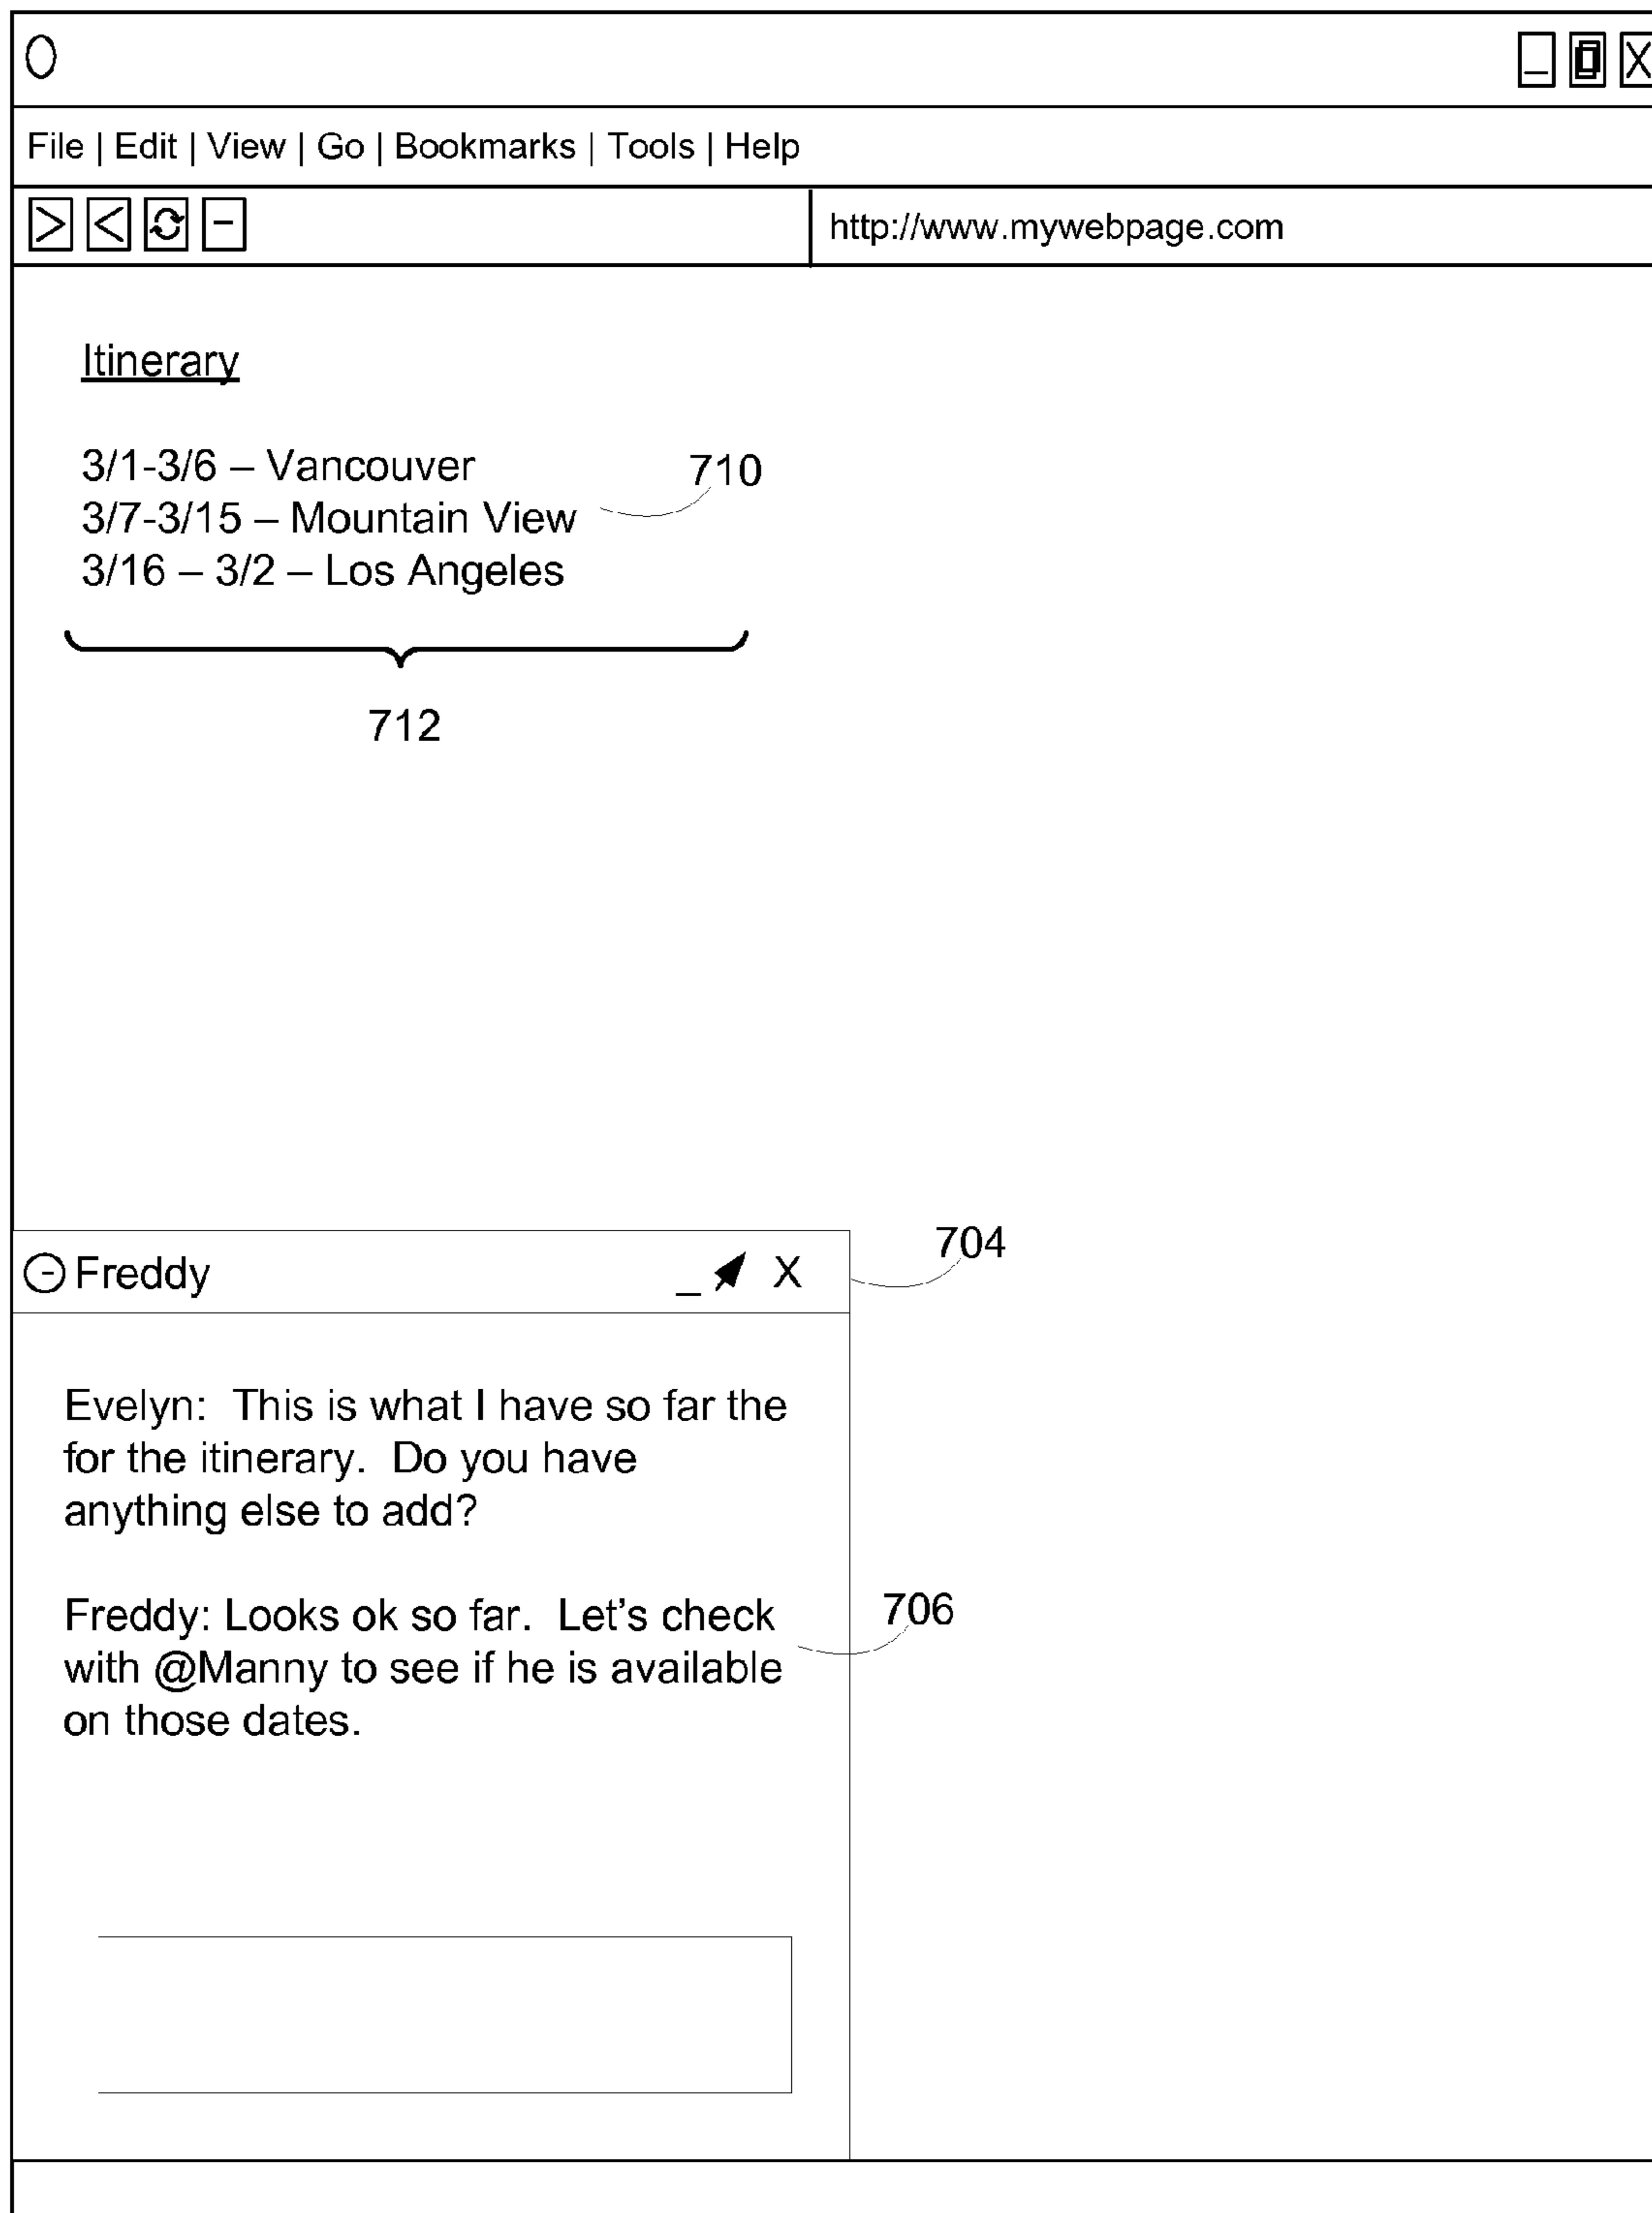 File | Edit | View | Go | Bookmarks | Tools | Help
http://www.mywebpage.com
Itinerary
3/1-3/6 – Vancouver
710
3/7-3/15 – Mountain View
3/16 – 3/2 – Los Angeles
712
704
Freddy
Evelyn:  This is what I have so far the
for the itinerary.  Do you have
anything else to add?
Freddy: Looks ok so far.  Let's check
706
with @Manny to see if he is available
on those dates.